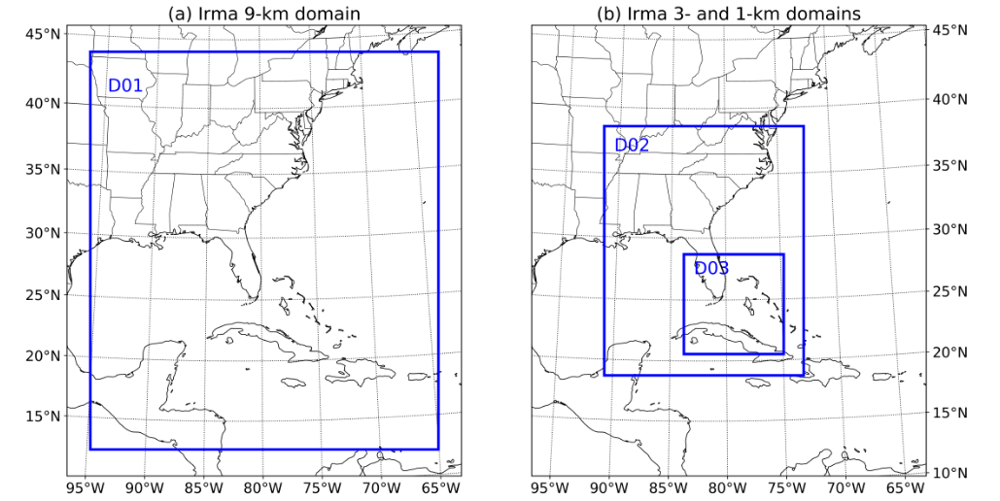 (a) Irma 9-km domain
(b) Irma 3- and 1-km domains
45°N
40°N
35°N
30°N
25°N
20°N
15°N
D01
95°W 90°W 85°W 80°W 75°W 70°W 65°W
D02
D03
45°N
40°N
35°N
30°N
25°N
20°N
15°N
10°N
95°W 90°W 85°W 80°W 75°W 70°W 65°W